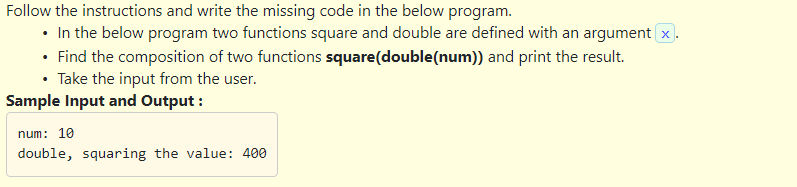 Follow the instructions and write the missing code in the below program.
• In the below program two functions square and double are defined with an argument x.
• Find the composition of two functions square(double(num)) and print the result.
• Take the input from the user.
Sample Input and Output :
num: 10
double, squaring the value: 400